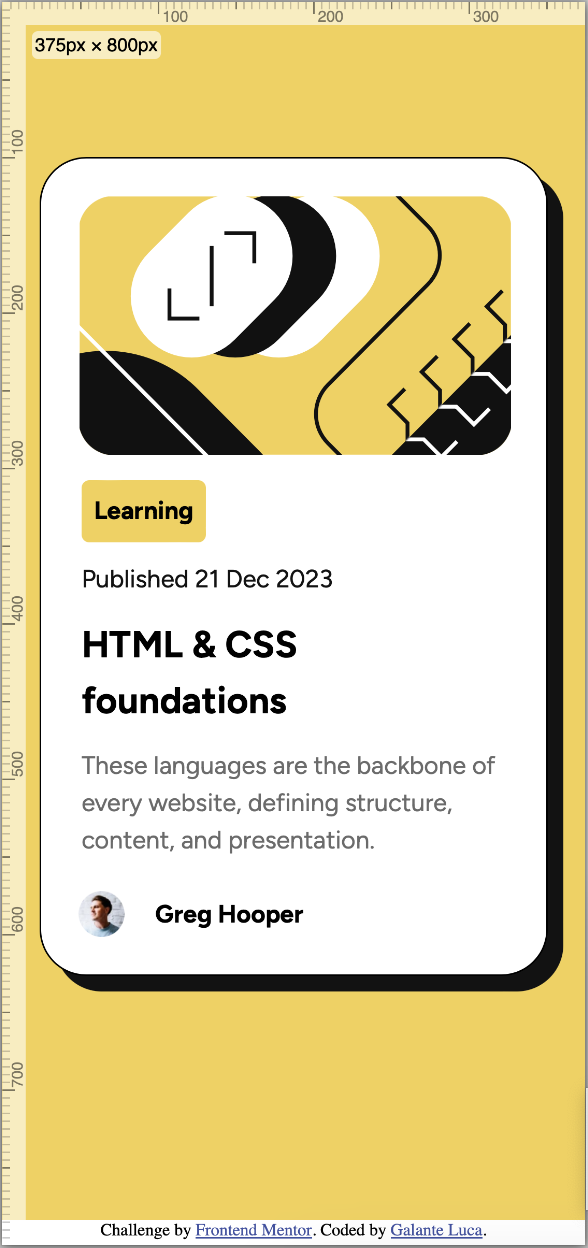 100 200 300
375px × 800px
100
200
300
400
500
600
700
Learning
Published 21 Dec 2023
HTML & CSS
foundations
These languages are the backbone of
every website, defining structure,
content, and presentation.
Greg Hooper
Challenge by Frontend Mentor. Coded by Galante Luca.